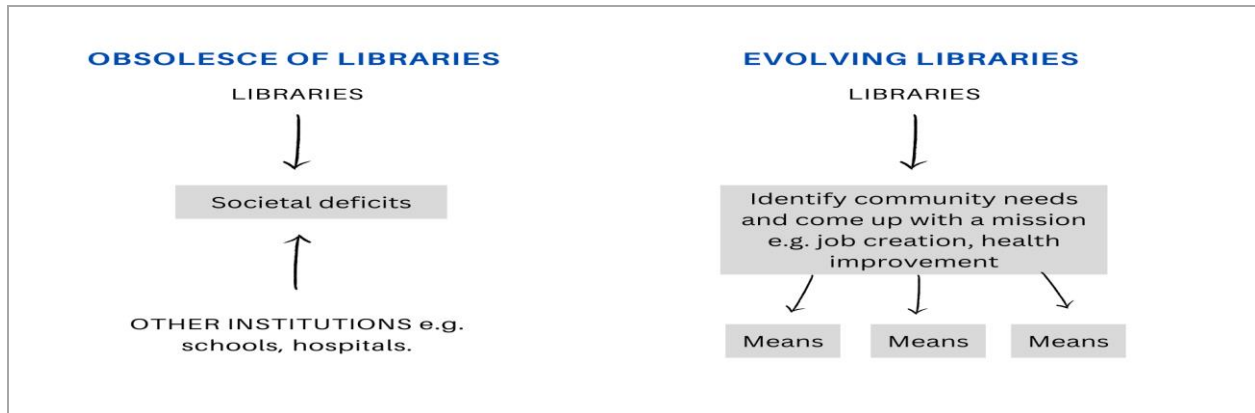 OBSOLESCE OF LIBRARIES
LIBRARIES
Societal deficits
OTHER INSTITUTIONS e.g.
schools, hospitals.
EVOLVING LIBRARIES
LIBRARIES
Identify community needs
and come up with a mission
e.g. job creation, health
improvement
Means
Means
Means